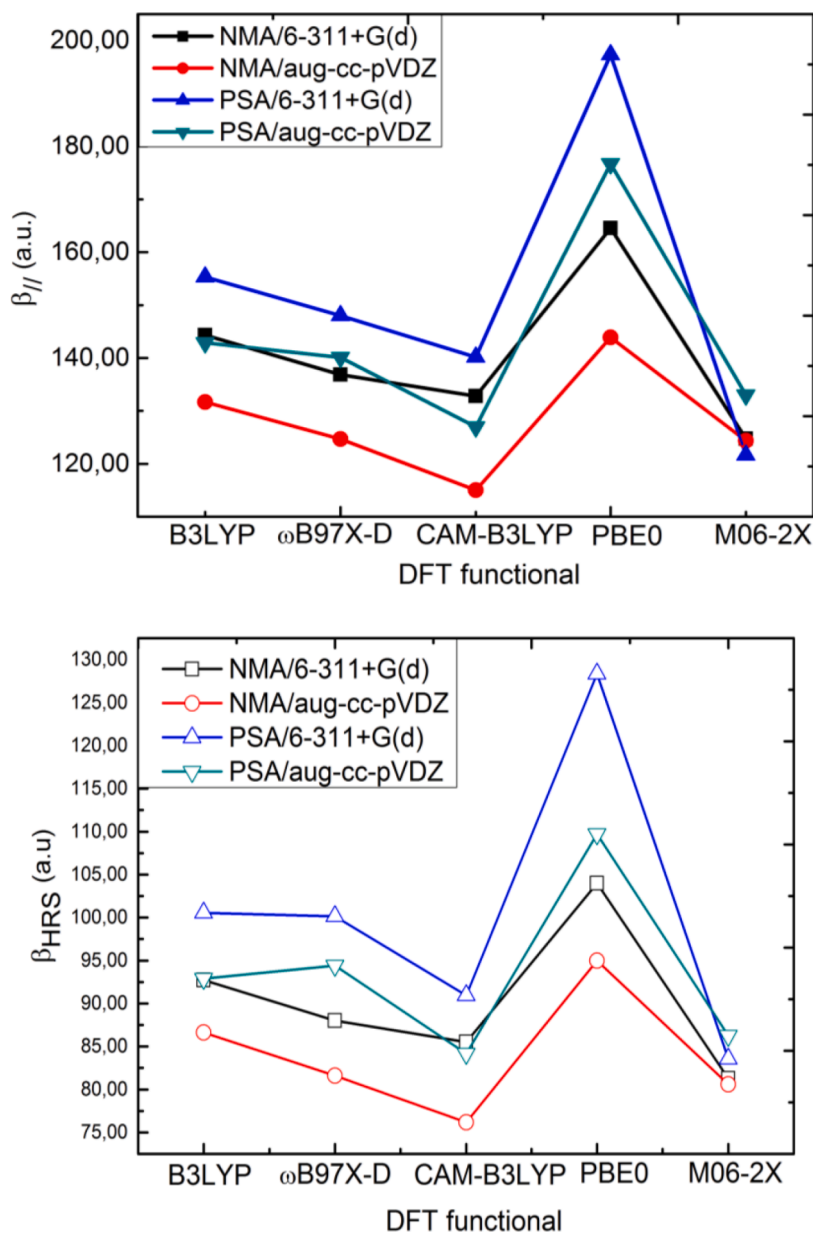 NMA/6-311+G(d)
NMA/aug-cc-pVDZ
PSA/6-311+G(d)
PSA/aug-cc-pVDZ
200,00
180,00
160,00
140,00
120,00
β// (a.u.)
B3LYP ωB97X-D CAM-B3LYP PBE0 M06-2X
DFT functional
NMA/6-311+G(d)
NMA/aug-cc-pVDZ
PSA/6-311+G(d)
PSA/aug-cc-pVDZ
130,00
125,00
120,00
115,00
110,00
105,00
100,00
95,00
90,00
85,00
80,00
75,00
βHRS (a.u)
B3LYP ωB97X-D CAM-B3LYP PBE0 M06-2X
DFT functional